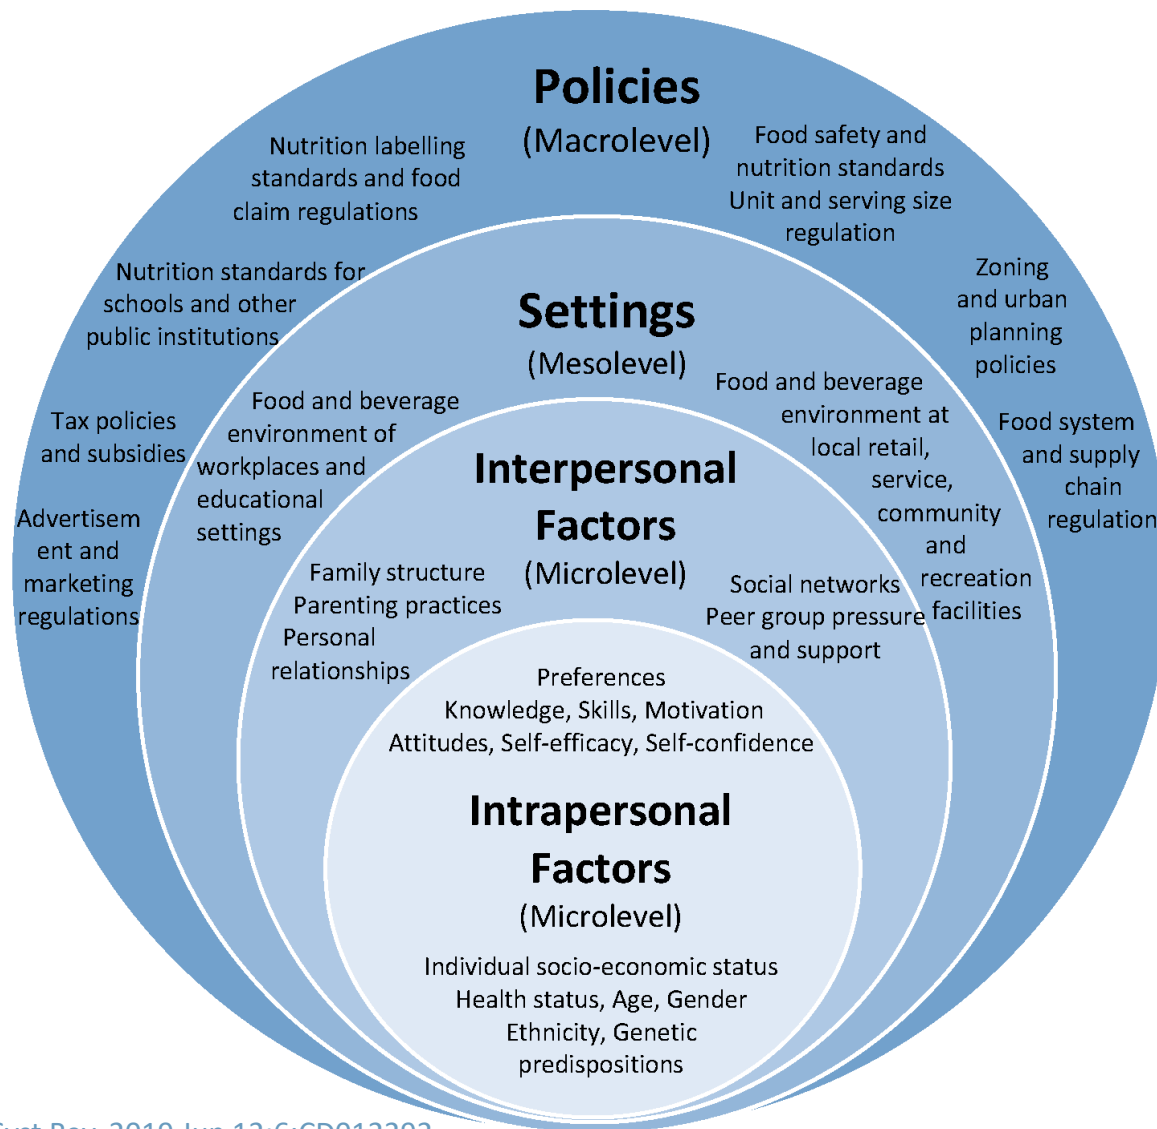 Policies
(Macrolevel)
Nutrition labelling
standards and food
claim regulations
Food safety and
nutrition standards
Unit and serving size
regulation
Nutrition standards for
schools and other
public institutions
Zoning
and urban
planning
policies
Tax policies
and subsidies
Food system
and supply
chain
regulation
Advertisem
ent and
marketing
regulations
Settings
(Mesolevel)
Food and beverage
environment of
workplaces and
educational
settings
Food and beverage
environment at
local retail,
service,
community
and
recreation
facilities
Interpersonal
Factors
(Microlevel)
Family structure
Parenting practices
Personal
relationships
Social networks
Peer group pressure
and support
Preferences
Knowledge, Skills, Motivation
Attitudes, Self-efficacy, Self-confidence
Intrapersonal
Factors
(Microlevel)
Individual socio-economic status
Health status, Age, Gender
Ethnicity, Genetic
predispositions